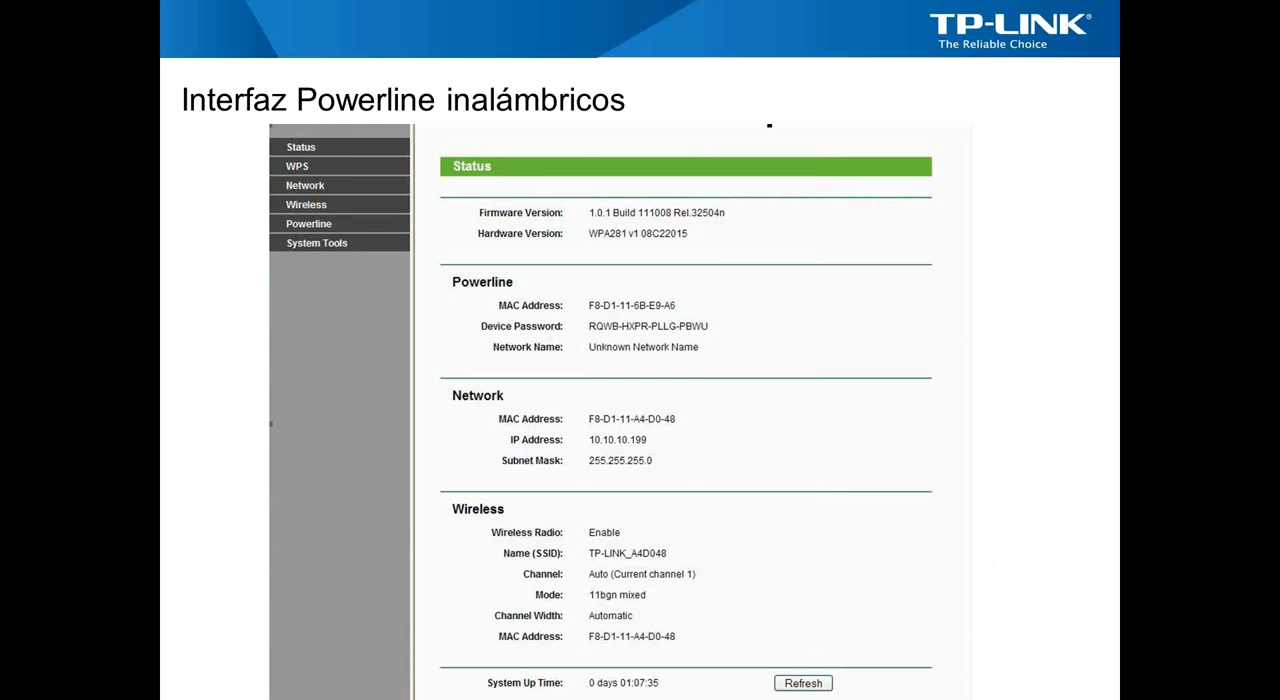 TP-LINK®
The Reliable Choice
Interfaz Powerline inalámbricos
Status
WPS
Network
Wireless
Powerline
System Tools
Status
Firmware Version: 1.0.1 Build 111008 Rel.32504n
Hardware Version: WPA281 v1 08C22015
Powerline
MAC Address: F8-D1-11-6B-E9-A6
Device Password: RQWB-HXPR-PLLG-PBWU
Network Name: Unknown Network Name
Network
MAC Address: F8-D1-11-A4-D0-48
IP Address: 10.10.10.199
Subnet Mask: 255.255.255.0
Wireless
Wireless Radio: Enable
Name (SSID): TP-LINK_A4D048
Channel: Auto (Current channel 1)
Mode: 11bgn mixed
Channel Width: Automatic
MAC Address: F8-D1-11-A4-D0-48
System Up Time: 0 days 01:07:35 Refresh